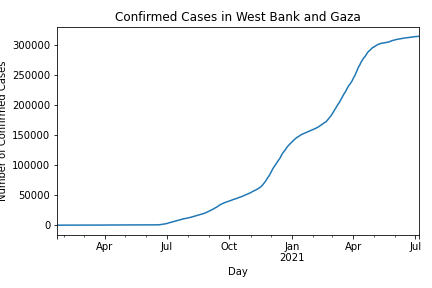 Confirmed Cases in West Bank and Gaza
Number of Confirmed Cases
300000
250000
200000
150000
100000
50000
0
Apr Jul Oct Jan Apr Jul
2021
Day